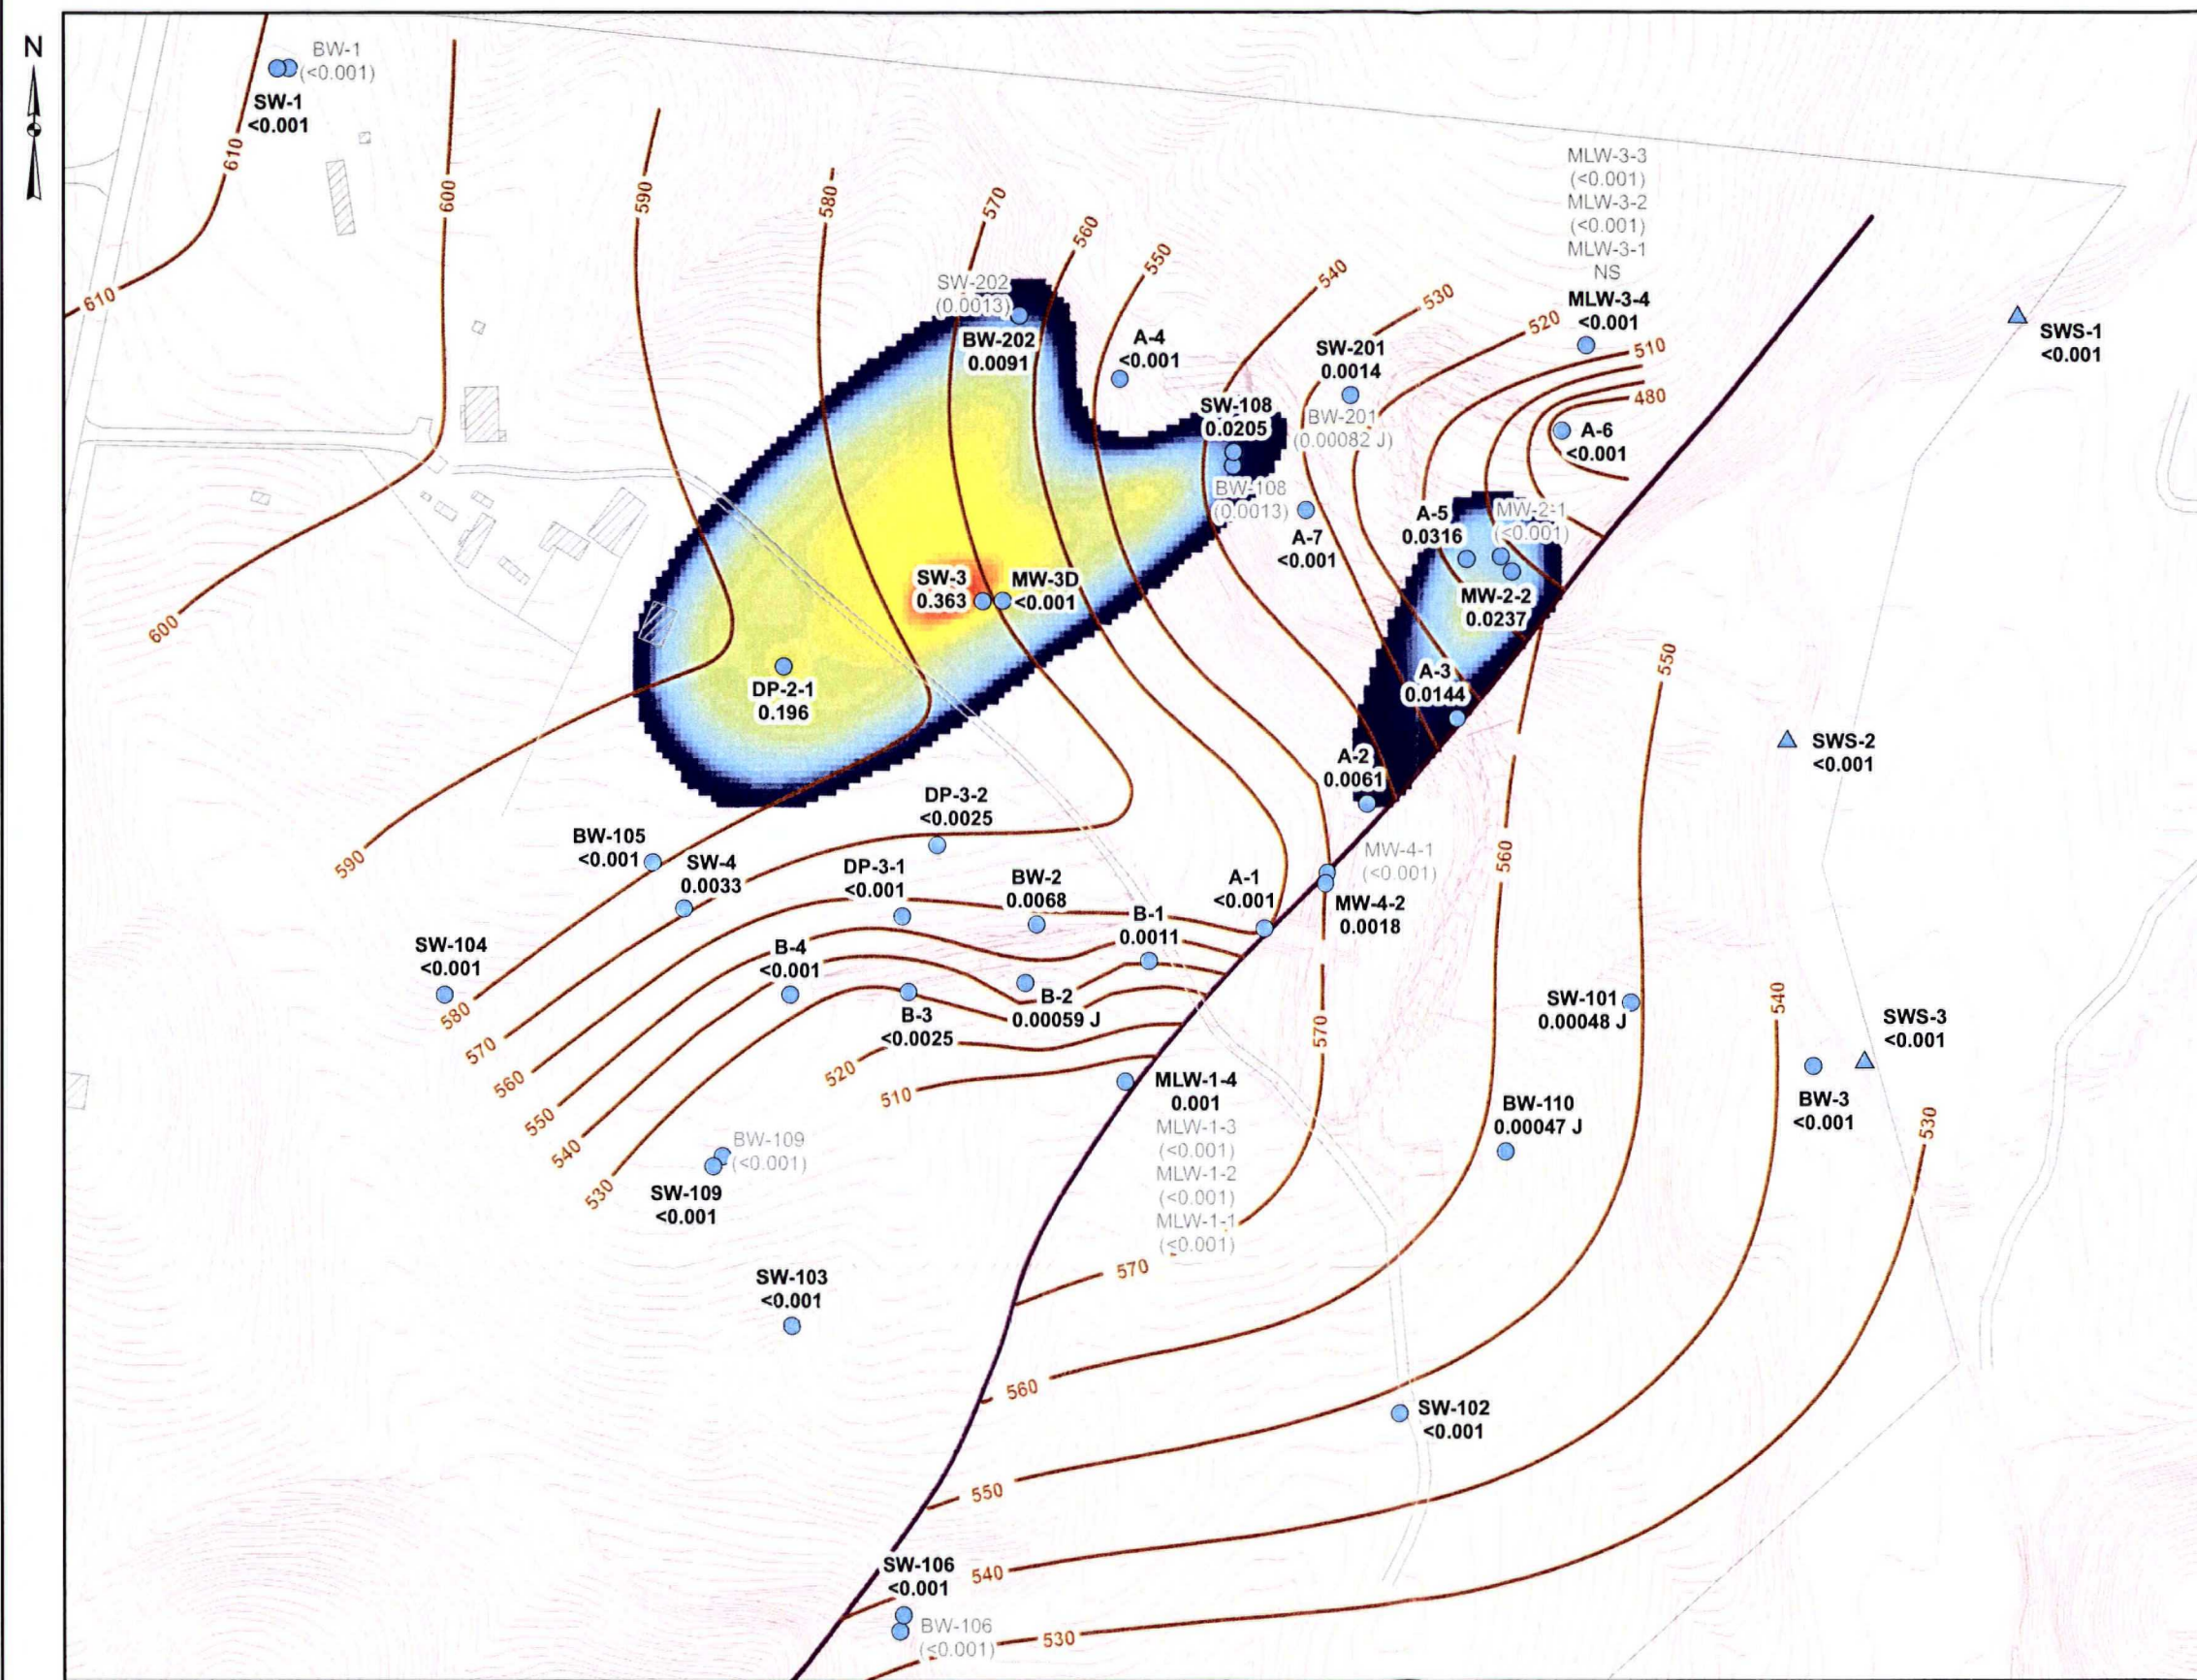 N
BW-1
(<0.001)
SW-1
<0.001
610
610
600
590
580
570
560
550
540
530
520
510
480
MLW-3-3
(<0.001)
MLW-3-2
(<0.001)
MLW-3-1
NS
MLW-3-4
<0.001
SWS-1
<0.001
SW-202
(0.0013)
BW-202
0.0091
A-4
<0.001
SW-201
0.0014
BW-201
(0.00082 J)
SW-108
0.0205
BW-108
(0.0013)
A-6
<0.001
A-7
<0.001
A-5
0.0316
MW-2-1
(<0.001)
MW-2-2
0.0237
SW-3
0.363
MW-3D
<0.001
600
DP-2-1
0.196
A-3
0.0144
550
A-2
0.0061
SWS-2
<0.001
DP-3-2
<0.0025
BW-105
<0.001
590
SW-4
0.0033
DP-3-1
<0.001
BW-2
0.0068
A-1
<0.001
MW-4-1
(<0.001)
MW-4-2
0.0018
560
B-1
0.0011
SW-104
<0.001
B-4
<0.001
B-2
0.00059 J
B-3
<0.0025
580
570
560
550
540
530
520
510
570
SW-101
0.00048 J
540
SWS-3
<0.001
BW-3
<0.001
530
BW-110
0.00047 J
MLW-1-4
0.001
MLW-1-3
(<0.001)
MLW-1-2
(<0.001)
MLW-1-1
(<0.001)
BW-109
(<0.001)
SW-109
<0.001
SW-103
<0.001
570
560
550
540
530
SW-102
<0.001
SW-106
<0.001
BW-106
(<0.001)